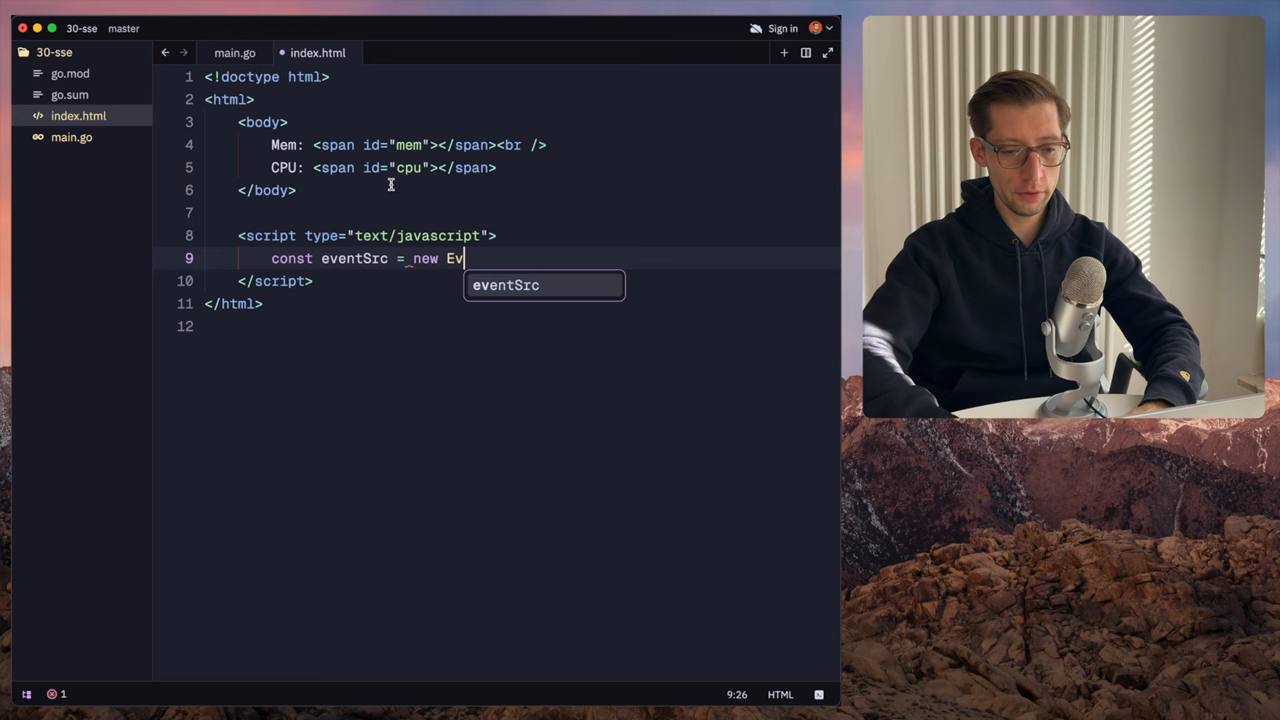 30-sse master
Sign in
30-sse
go.mod
go.sum
index.html
main.go
main.go
index.html
1 <!doctype html>
2 <html>
3 <body>
4 Mem: <span id="mem"></span><br />
5 CPU: <span id="cpu"></span>
6 </body>
7
8 <script type="text/javascript">
9 const eventSrc = new Ev
eventSrc
10 </script>
11 </html>
12
1
9:26 HTML